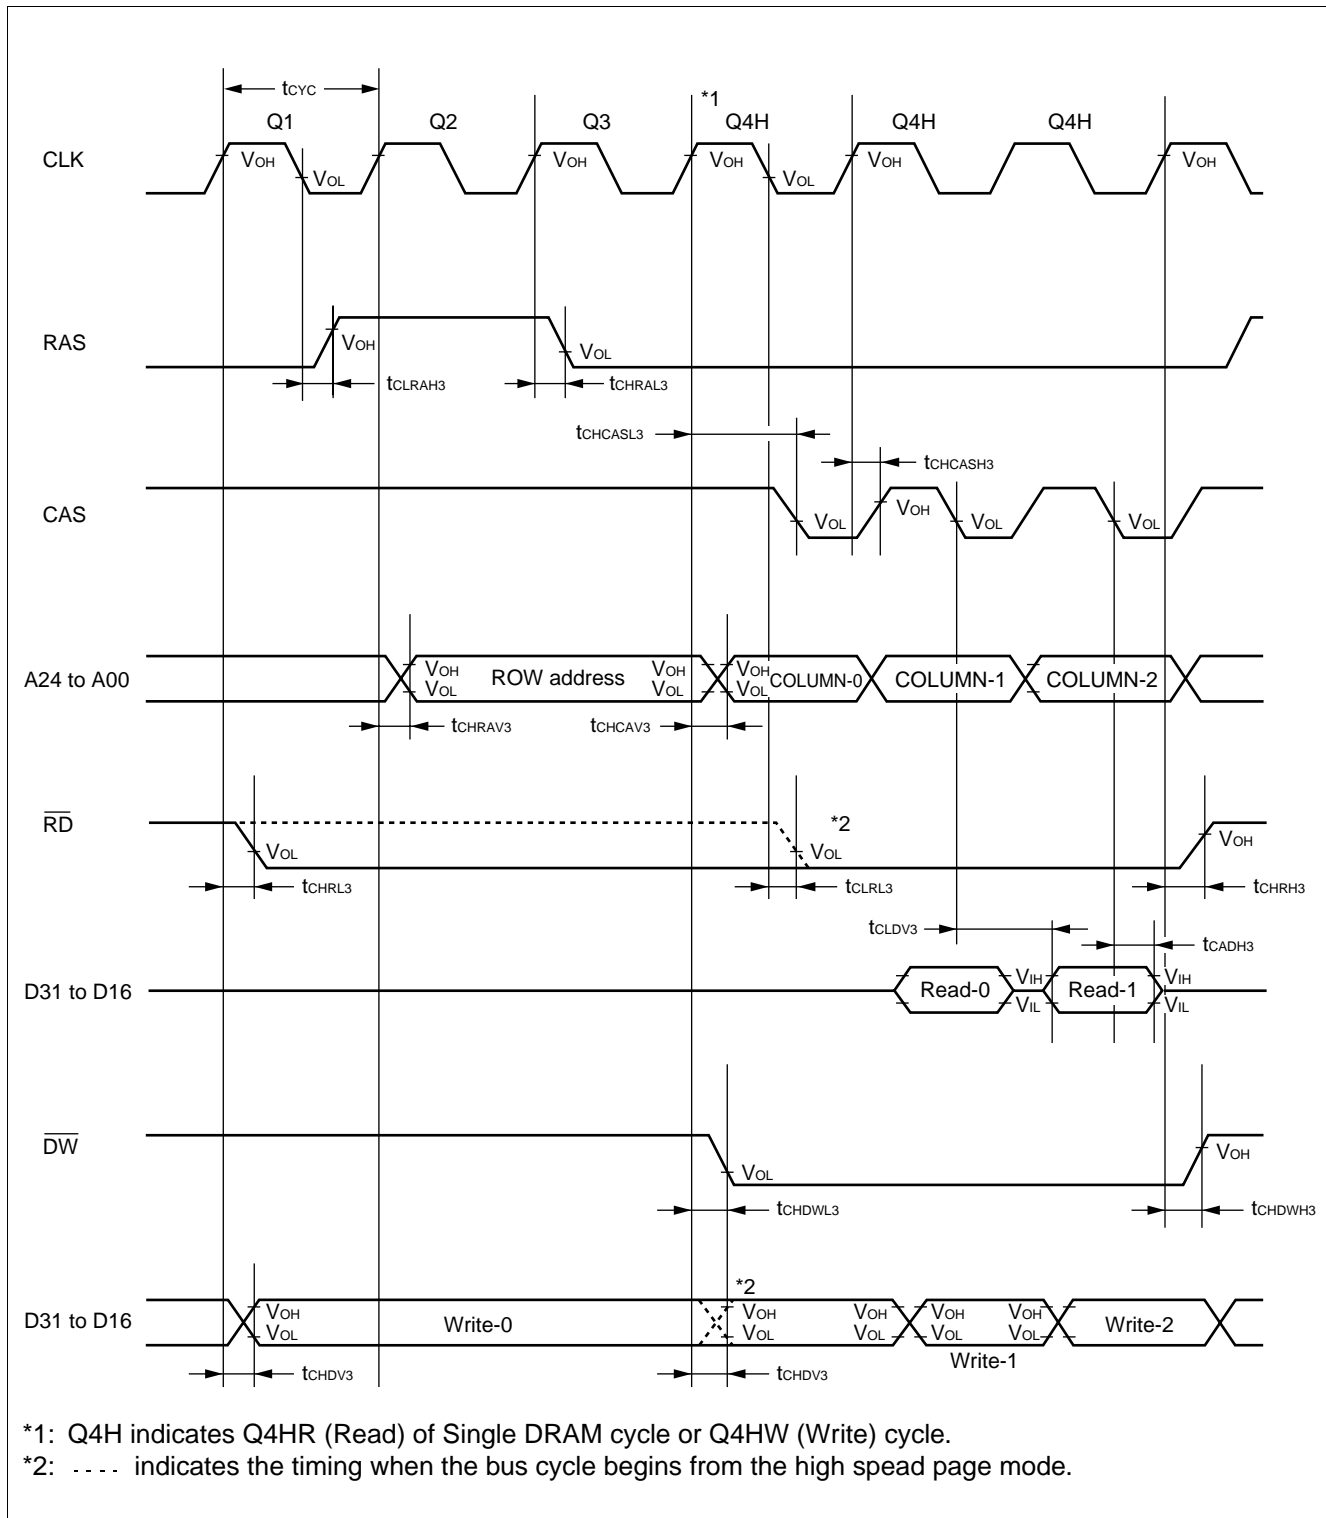 tCYC
*1
Q1 Q2 Q3 Q4H Q4H Q4H
CLK VOH VOL VOH VOH VOL VOH VOH
RAS VOH VOL
tCLRAH3 tCHRAL3
tCHCASL3
tCHCASH3
CAS VOL VOH VOL VOL
A24 to A00 VOH VOL ROW address VOH VOL VOH VOL COLUMN-0 COLUMN-1 COLUMN-2
tCHRAV3 tCHCAV3
RD *2
VOL VOL VOH
tCHRL3 tCLRL3 tCHRH3
tCLDV3 tCADH3
D31 to D16 Read-0 VIH VIL Read-1 VIH VIL
DW VOL VOH
tCHDWL3 tCHDWH3
*2
D31 to D16 VOH VOL Write-0 VOH VOL VOH VOL VOH VOL VOH VOL Write-2
Write-1
tCHDV3 tCHDV3
*1: Q4H indicates Q4HR (Read) of Single DRAM cycle or Q4HW (Write) cycle.
*2: ---- indicates the timing when the bus cycle begins from the high spead page mode.